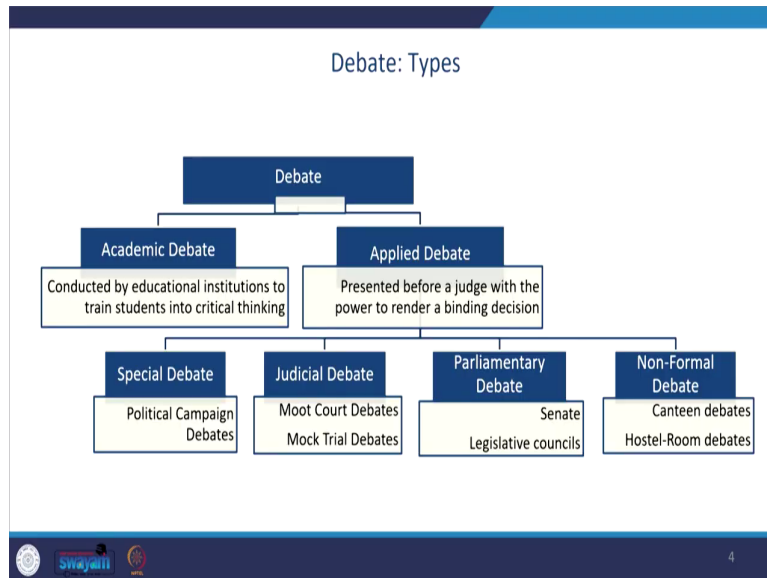 Debate: Types
Debate
Academic Debate
Conducted by educational institutions to
train students into critical thinking
Applied Debate
Presented before a judge with the
power to render a binding decision
Special Debate
Political Campaign
Debates
Judicial Debate
Moot Court Debates
Mock Trial Debates
Parliamentary
Debate
Senate
Legislative councils
Non-Formal
Debate
Canteen debates
Hostel-Room debates
swayam
4